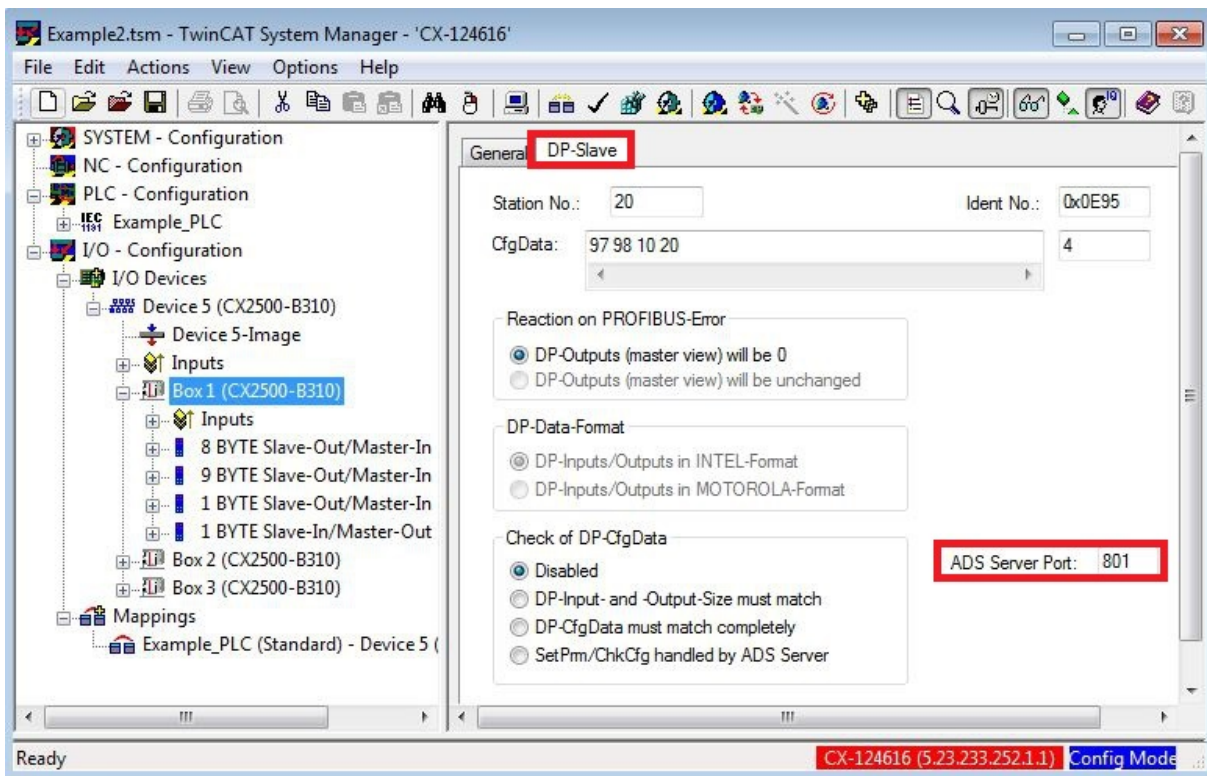 Example2.tsm - TwinCAT System Manager - 'CX-124616'
File Edit Actions View Options Help
SYSTEM - Configuration
NC - Configuration
PLC - Configuration
IEC 1131 Example_PLC
I/O - Configuration
I/O Devices
Device 5 (CX2500-B310)
Device 5-Image
Inputs
Box 1 (CX2500-B310)
Inputs
8 BYTE Slave-Out/Master-In
9 BYTE Slave-Out/Master-In
1 BYTE Slave-Out/Master-In
1 BYTE Slave-In/Master-Out
Box 2 (CX2500-B310)
Box 3 (CX2500-B310)
Mappings
Example_PLC (Standard) - Device 5 (
General DP-Slave
Station No.: 20 Ident No.: 0x0E95
CfgData: 97 98 10 20 4
Reaction on PROFIBUS-Error
DP-Outputs (master view) will be 0
DP-Outputs (master view) will be unchanged
DP-Data-Format
DP-Inputs/Outputs in INTEL-Format
DP-Inputs/Outputs in MOTOROLA-Format
Check of DP-CfgData
Disabled
DP-Input- and -Output-Size must match
DP-CfgData must match completely
SetPrm/ChkCfg handled by ADS Server
ADS Server Port: 801
Ready CX-124616 (5.23.233.252.1.1) Config Mode